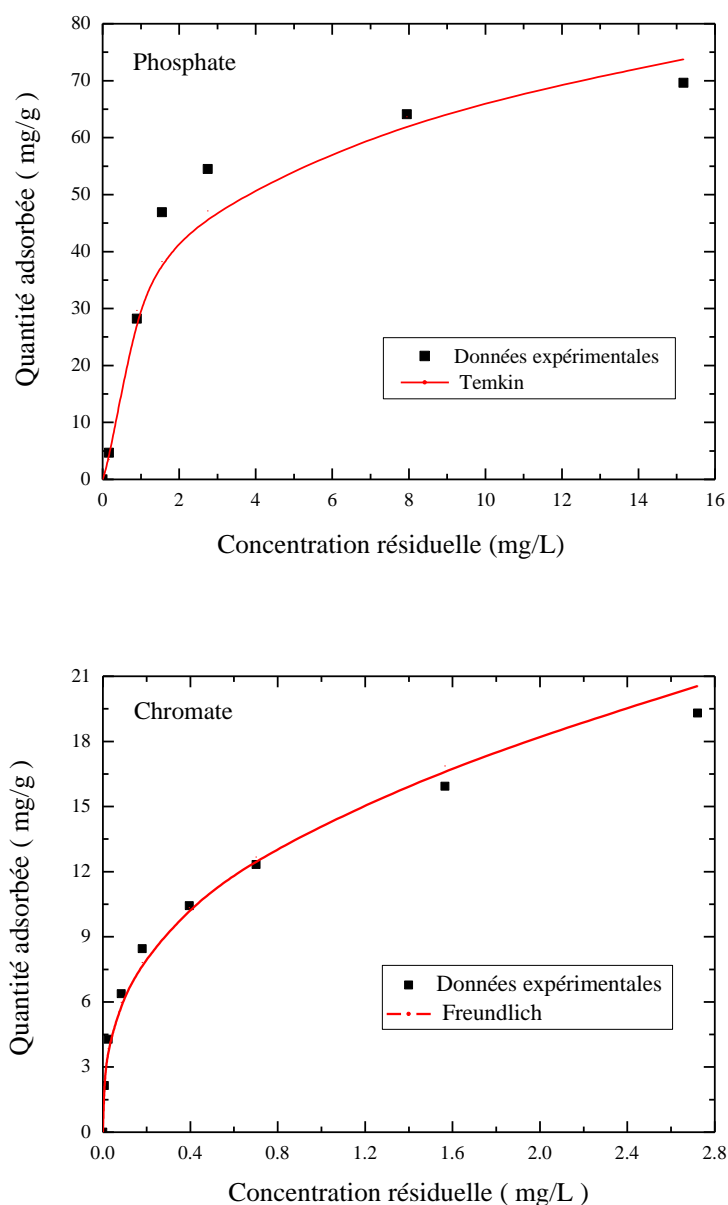 80
Phosphate
70
60
50
40
30
20
10
0
Quantité adsorbée ( mg/g )
Données expérimentales
Temkin
0 2 4 6 8 10 12 14 16
Concentration résiduelle (mg/L)
21
Chromate
18
15
12
9
6
3
0
Quantité adsorbée ( mg/g )
Données expérimentales
Freundlich
0.0 0.4 0.8 1.2 1.6 2.0 2.4 2.8
Concentration résiduelle ( mg/L )